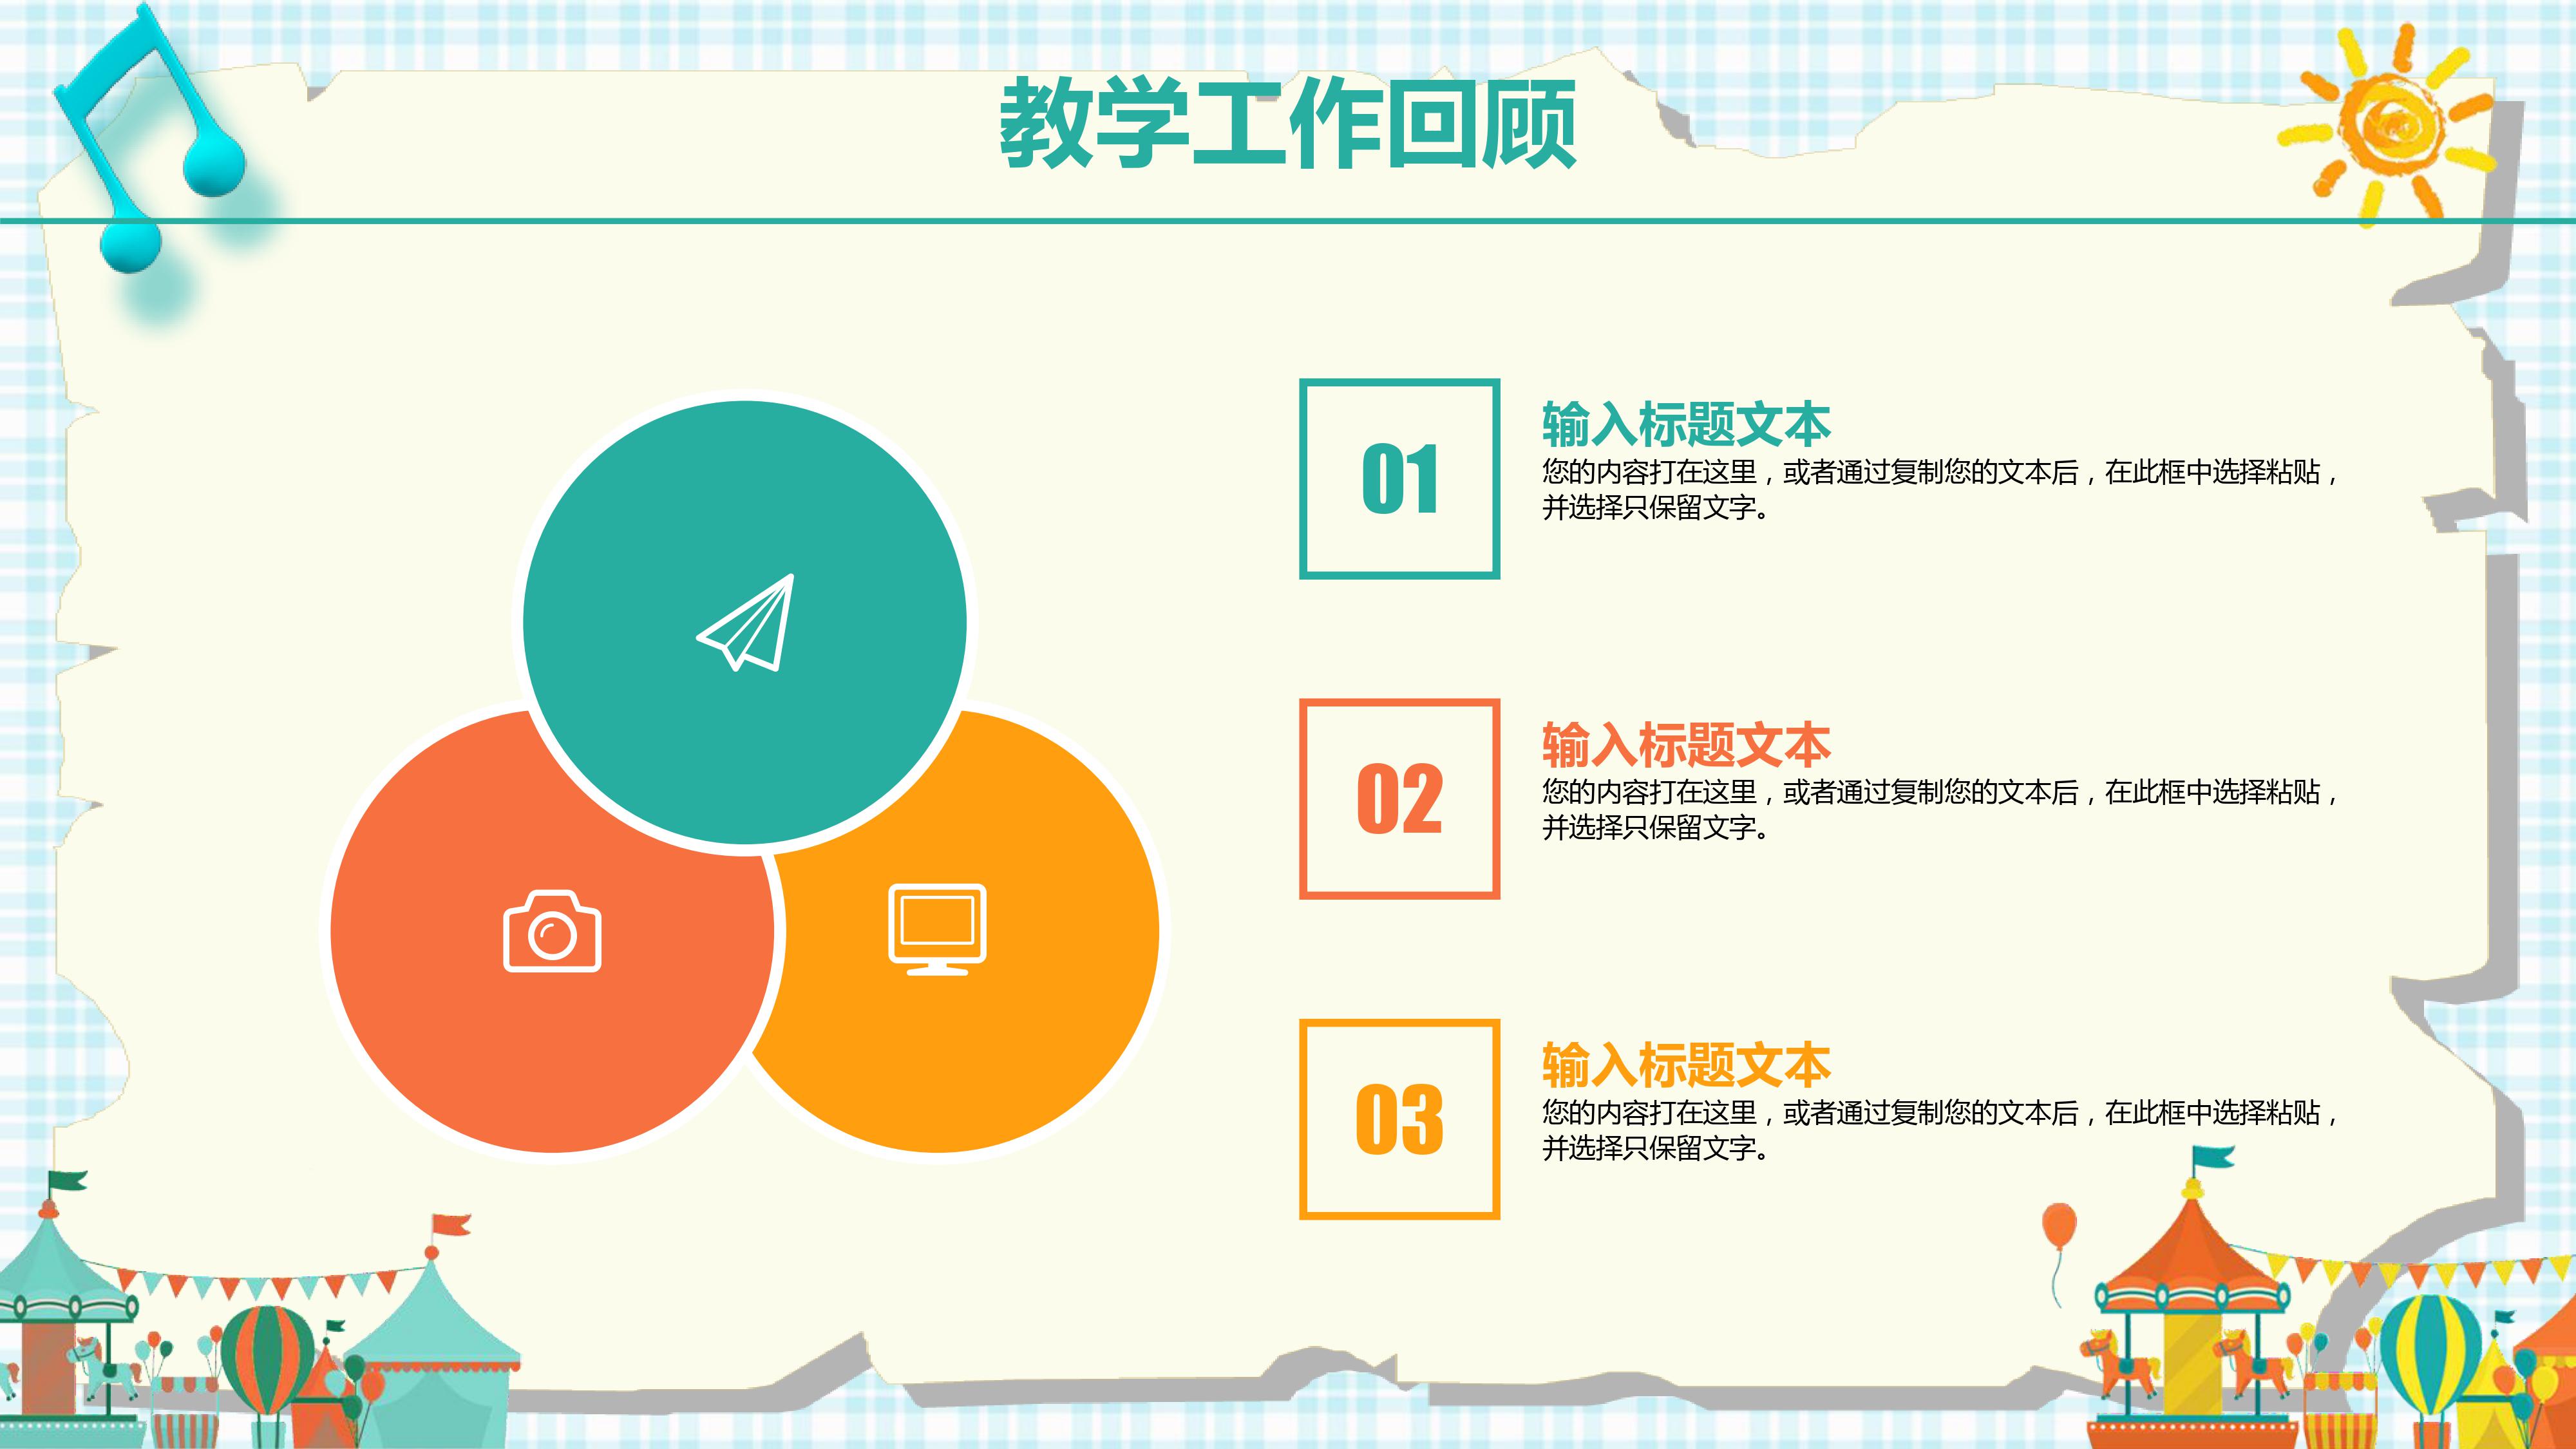 教学工作回顾
01
输入标题文本
您的内容打在这里，或者通过复制您的文本后，在此框中选择粘贴，
并选择只保留文字。
02
输入标题文本
您的内容打在这里，或者通过复制您的文本后，在此框中选择粘贴，
并选择只保留文字。
03
输入标题文本
您的内容打在这里，或者通过复制您的文本后，在此框中选择粘贴，
并选择只保留文字。